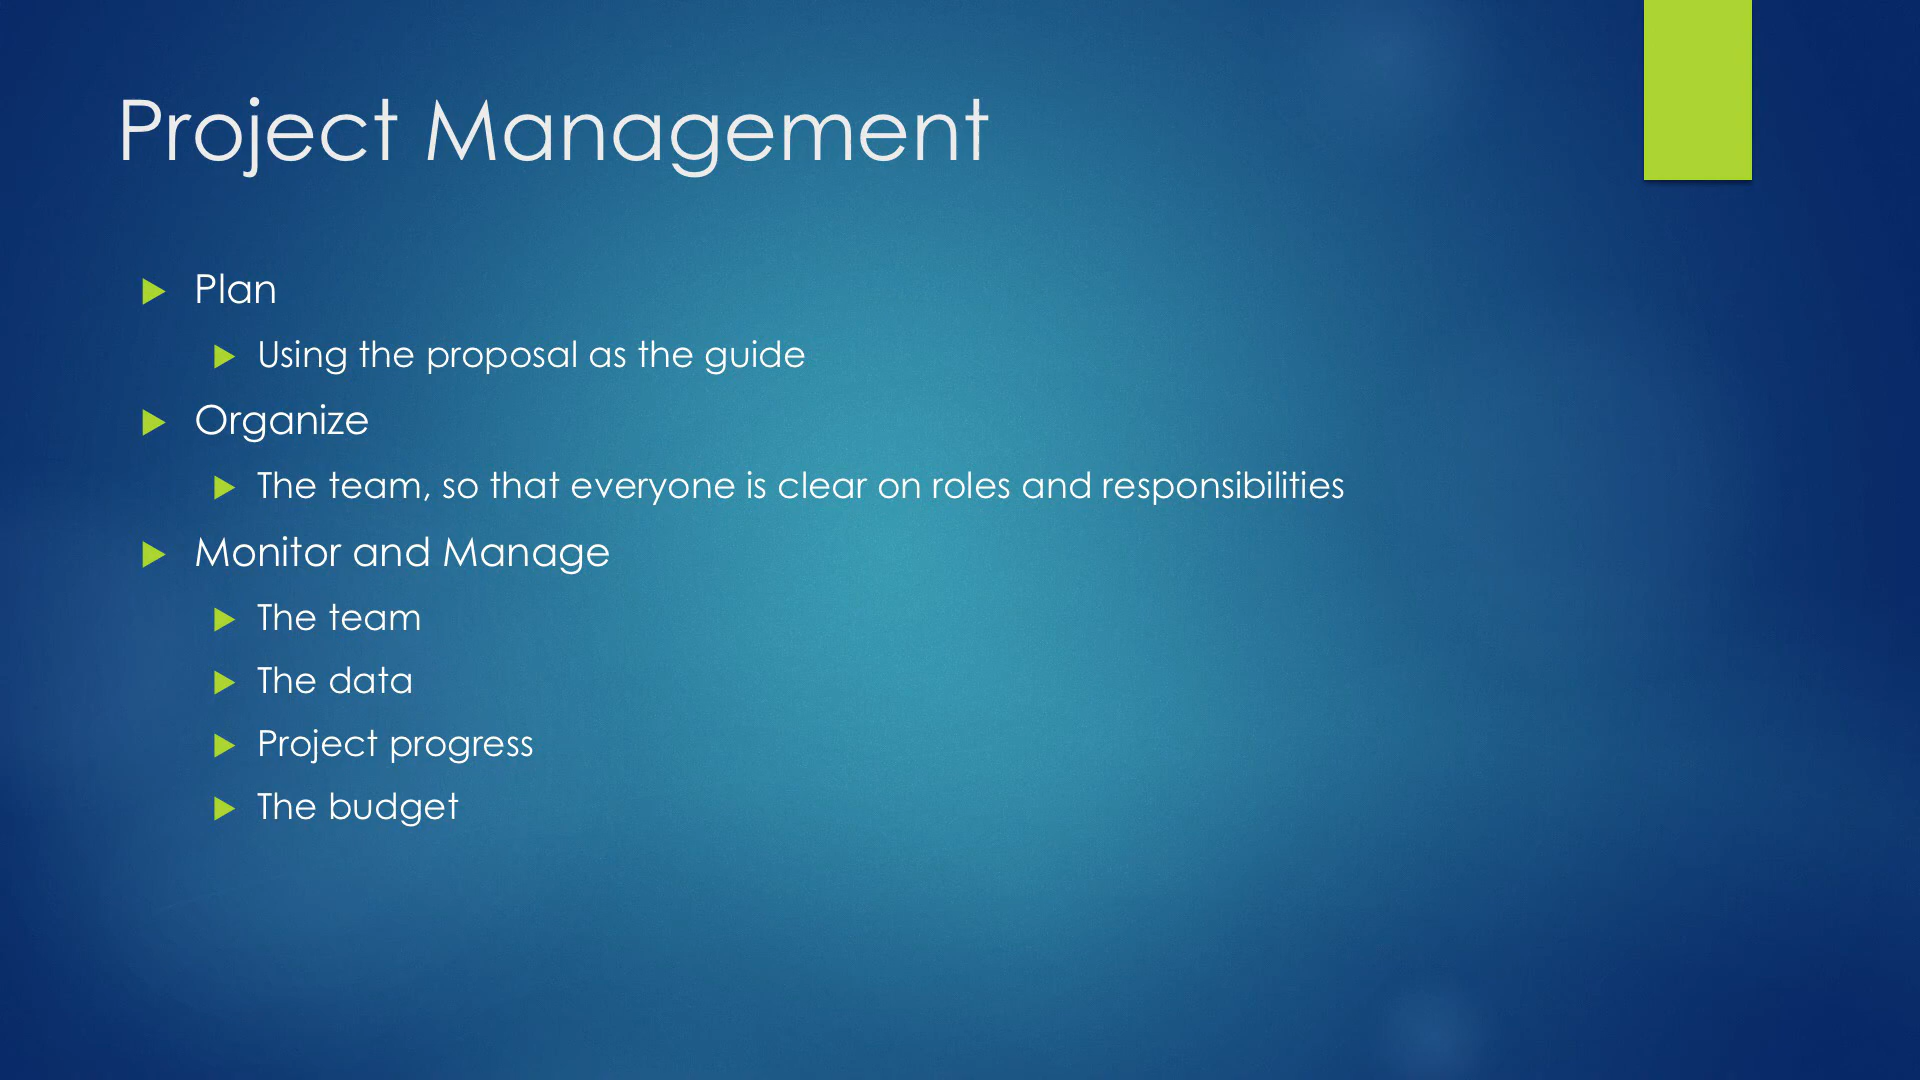 Project Management
Plan
Using the proposal as the guide
Organize
The team, so that everyone is clear on roles and responsibilities
Monitor and Manage
The team
The data
Project progress
The budget